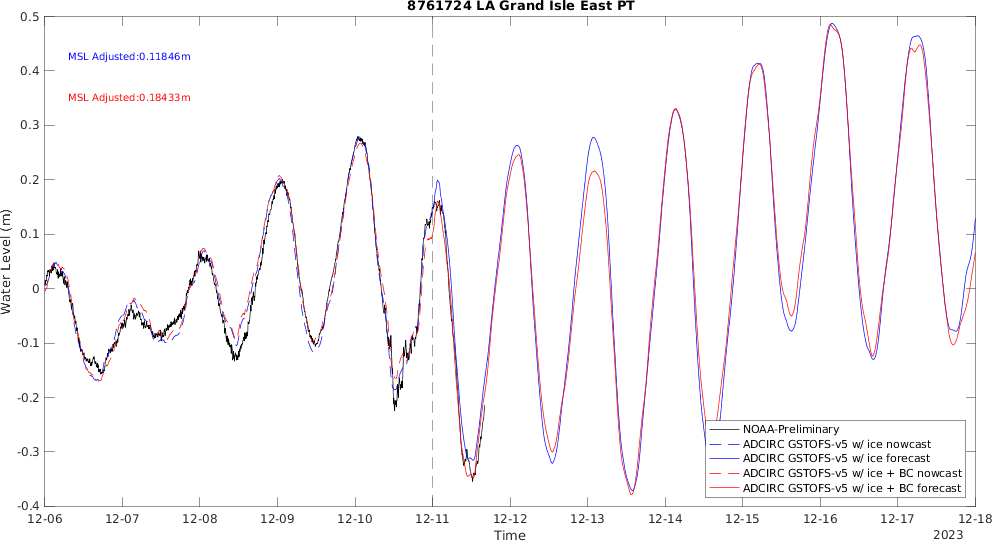 8761724 LA Grand Isle East PT
MSL Adjusted:0.11846m
MSL Adjusted:0.18433m
Water Level (m)
0.5
0.4
0.3
0.2
0.1
0
-0.1
-0.2
-0.3
-0.4
NOAA-Preliminary
ADCIRC GSTOFS-v5 w/ ice nowcast
ADCIRC GSTOFS-v5 w/ ice forecast
ADCIRC GSTOFS-v5 w/ ice + BC nowcast
ADCIRC GSTOFS-v5 w/ ice + BC forecast
12-06 12-07 12-08 12-09 12-10 12-11 12-12 12-13 12-14 12-15 12-16 12-17 12-18
Time
2023